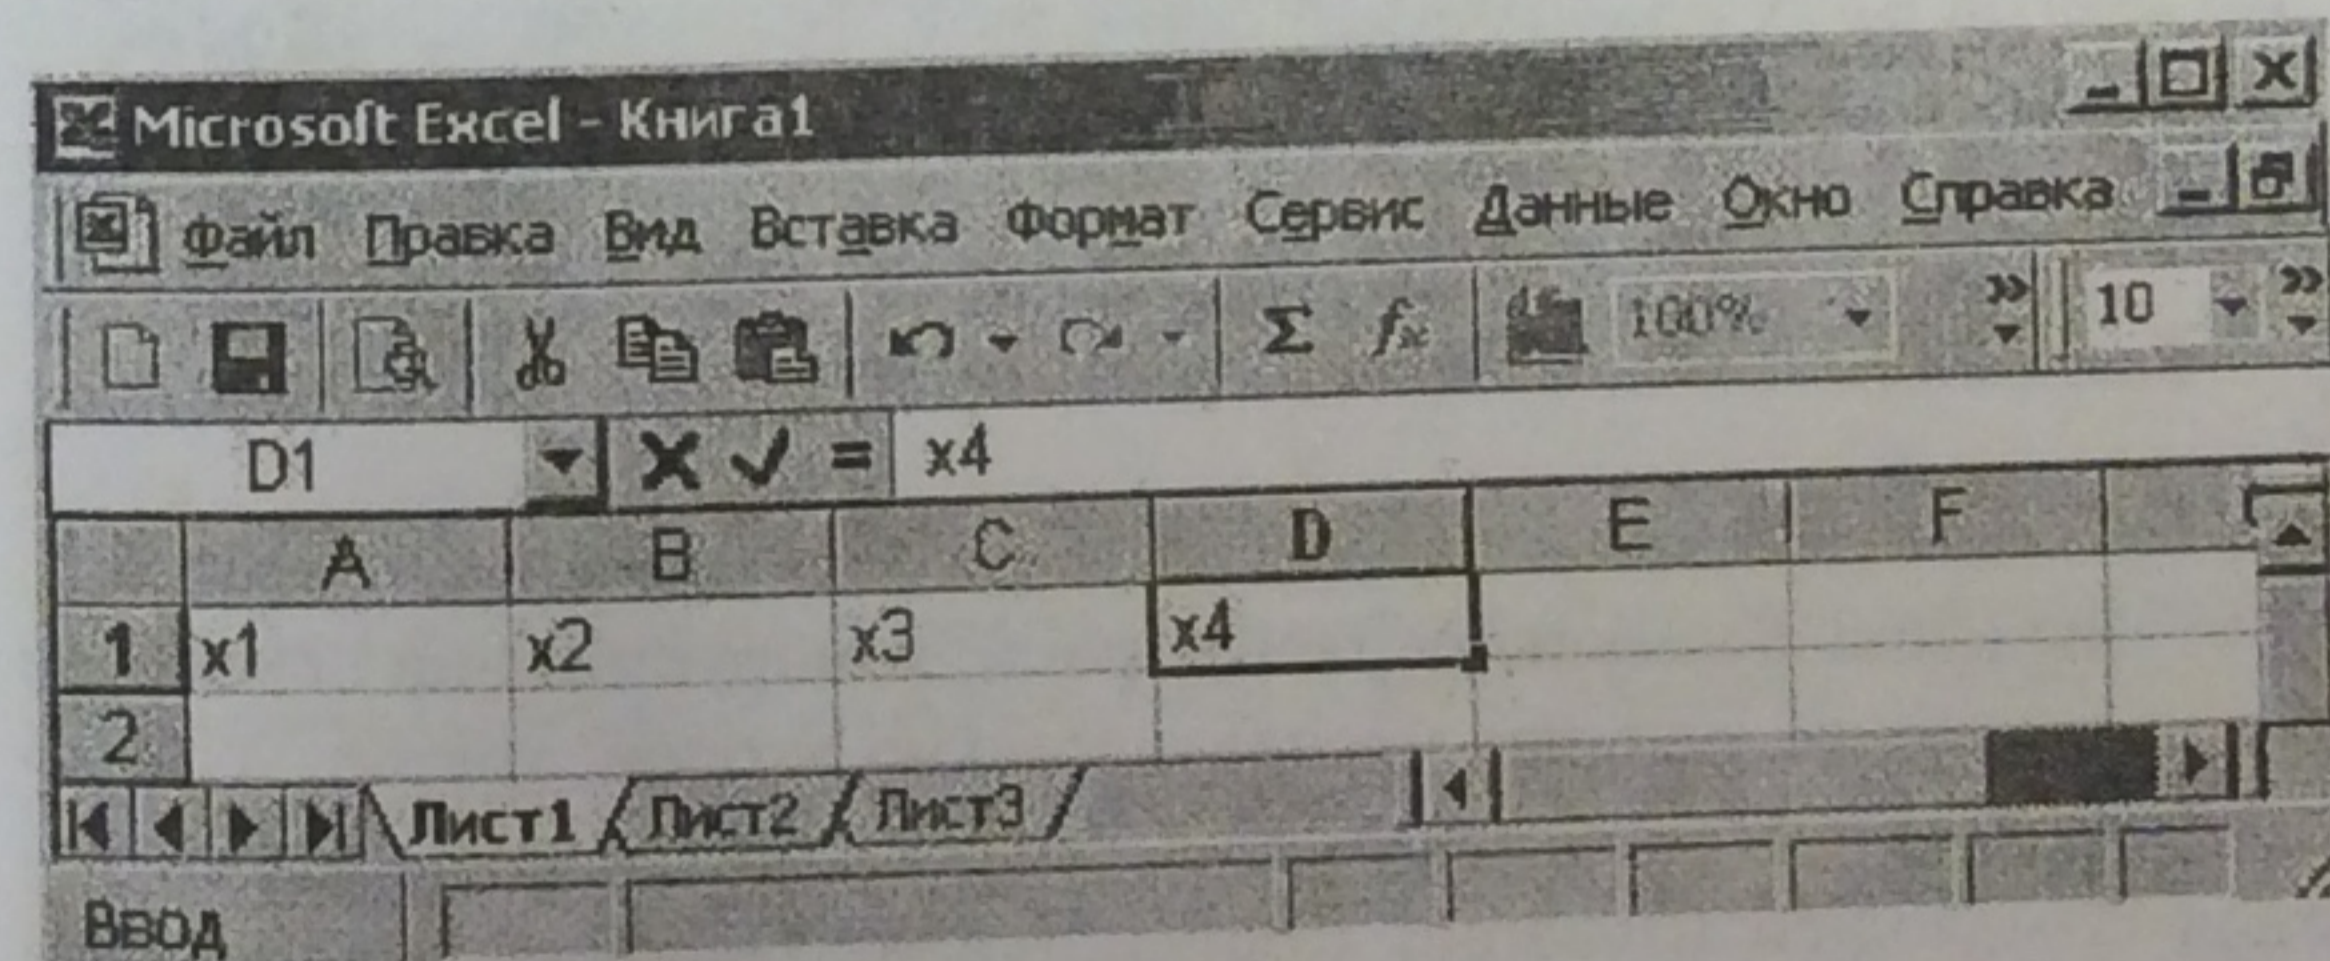 Microsoft Excel - Книга1
Файл Правка Вид Вставка Формат Сервис Данные Окно Справка
Σ fx 100% » 10 »
D1 = x4
A B C D E F
1 x1 x2 x3 x4
2
Лист1 Лист2 Лист3
Ввод